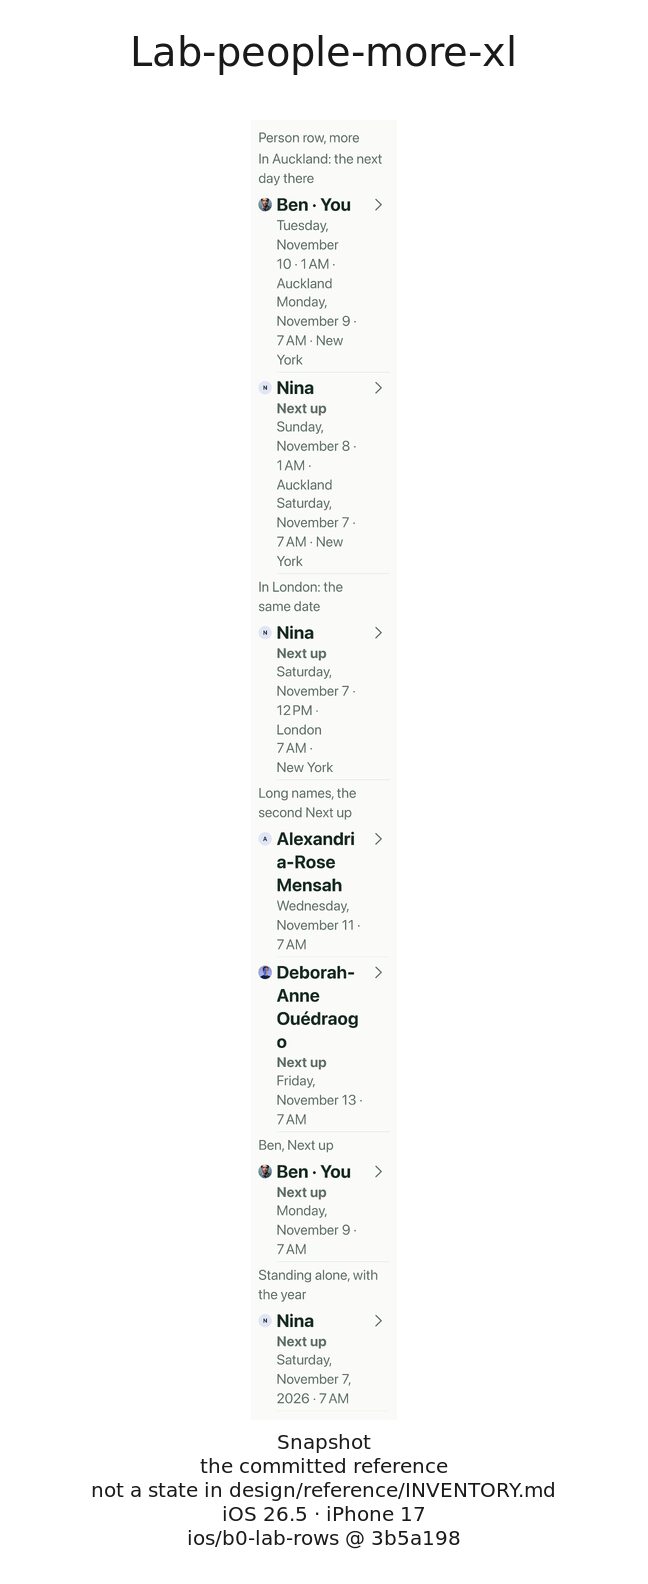 Lab-people-more-xl
Person row, more
In Auckland: the next
day there
Ben · You
Tuesday,
November
10 · 1 AM ·
Auckland
Monday,
November 9 ·
7 AM · New
York
N
Nina
Next up
Sunday,
November 8 ·
1 AM ·
Auckland
Saturday,
November 7 ·
7 AM · New
York
In London: the
same date
N
Nina
Next up
Saturday,
November 7 ·
12 PM ·
London
7 AM ·
New York
Long names, the
second Next up
A
Alexandri
a-Rose
Mensah
Wednesday,
November 11 ·
7 AM
Deborah-
Anne
Ouédraog
o
Next up
Friday,
November 13 ·
7 AM
Ben, Next up
Ben · You
Next up
Monday,
November 9 ·
7 AM
Standing alone, with
the year
N
Nina
Next up
Saturday,
November 7,
2026 · 7 AM
Snapshot
the committed reference
not a state in design/reference/INVENTORY.md
iOS 26.5 · iPhone 17
ios/b0-lab-rows @ 3b5a198